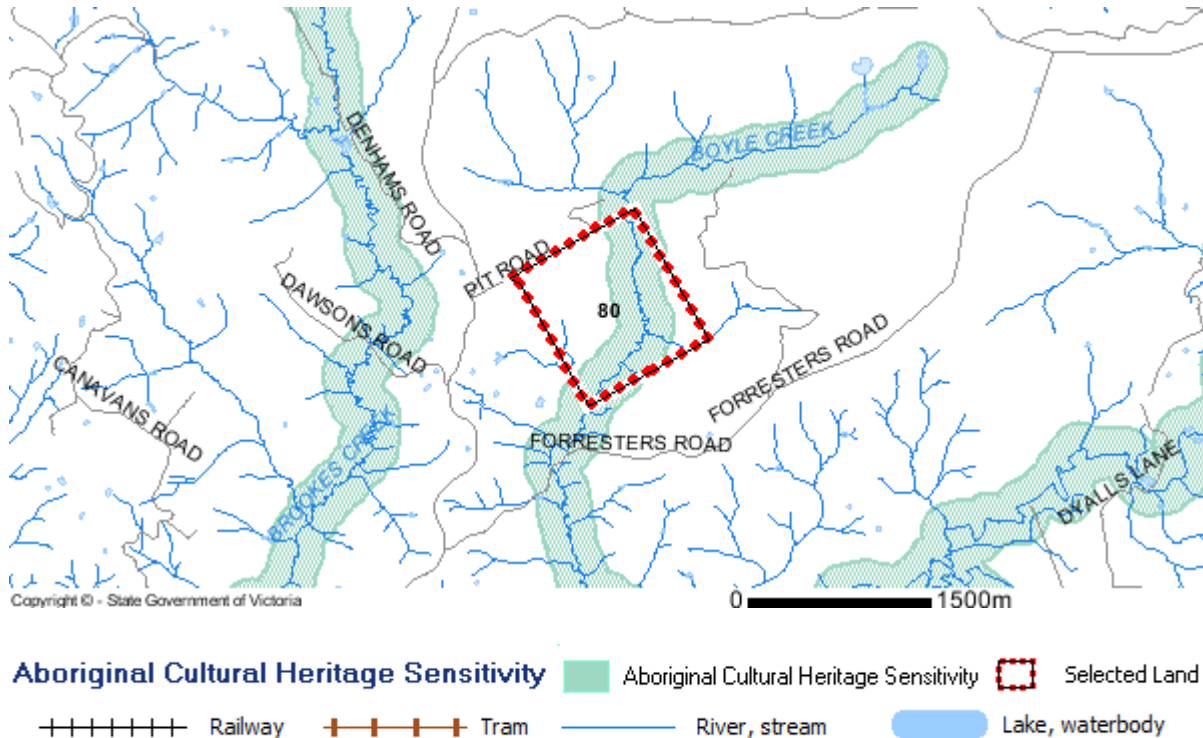 DENHAMS ROAD
BOYLE CREEK
PIT ROAD
80
DAWSONS ROAD
CANAVANS ROAD
FORRESTERS ROAD
FORRESTERS ROAD
BROOKES CREEK
DYALLS LANE
Copyright © - State Government of Victoria
0 1500m
Aboriginal Cultural Heritage Sensitivity Aboriginal Cultural Heritage Sensitivity Selected Land
Railway Tram River, stream Lake, waterbody